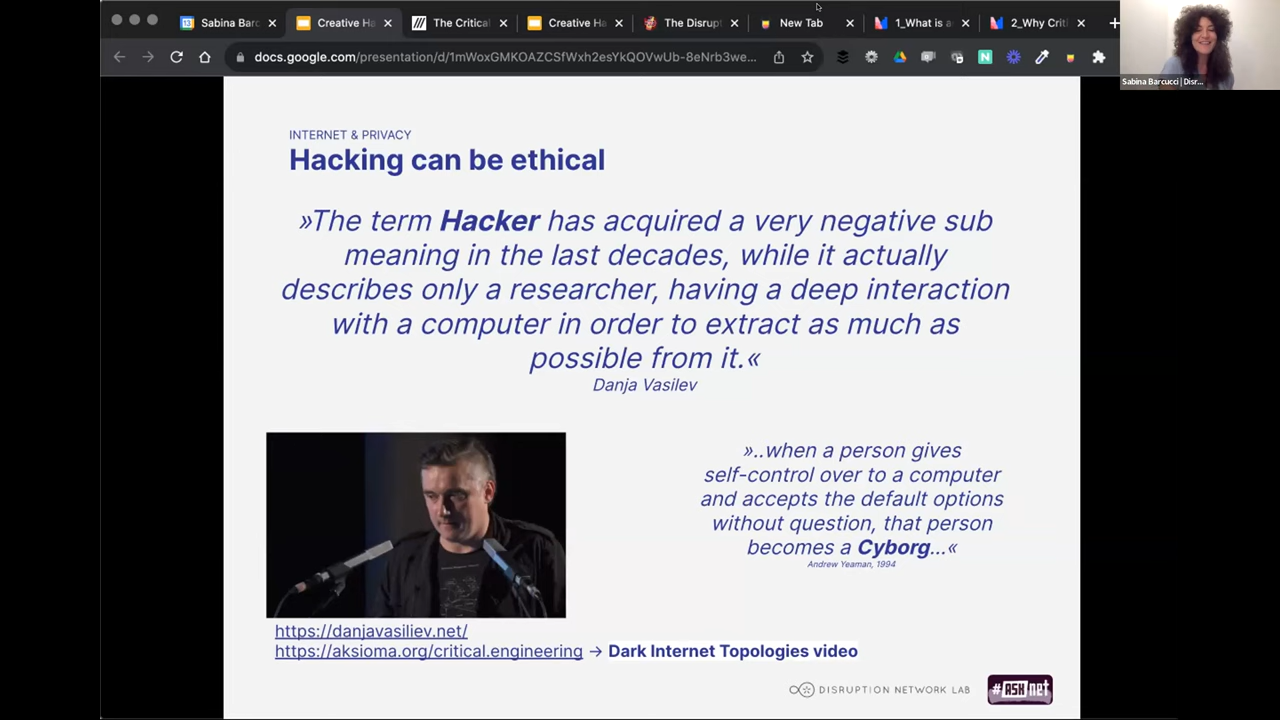 Sabina Barc
Creative Ha
The Critical
Creative Ha
The Disrupt
New Tab
1_What is a
2_Why Criti
docs.google.com/presentation/d/1mWoxGMKOAZCSfWxh2esYkQOVwUb-8eNrb3we...
Sabina Barcucci | Disr...
INTERNET & PRIVACY
Hacking can be ethical
»The term Hacker has acquired a very negative sub
meaning in the last decades, while it actually
describes only a researcher, having a deep interaction
with a computer in order to extract as much as
possible from it.«
Danja Vasilev
»..when a person gives
self-control over to a computer
and accepts the default options
without question, that person
becomes a Cyborg...«
Andrew Yeaman, 1994
https://danjavasiliev.net/
https://aksioma.org/critical.engineering → Dark Internet Topologies video
DISRUPTION NETWORK LAB
#ASKnet